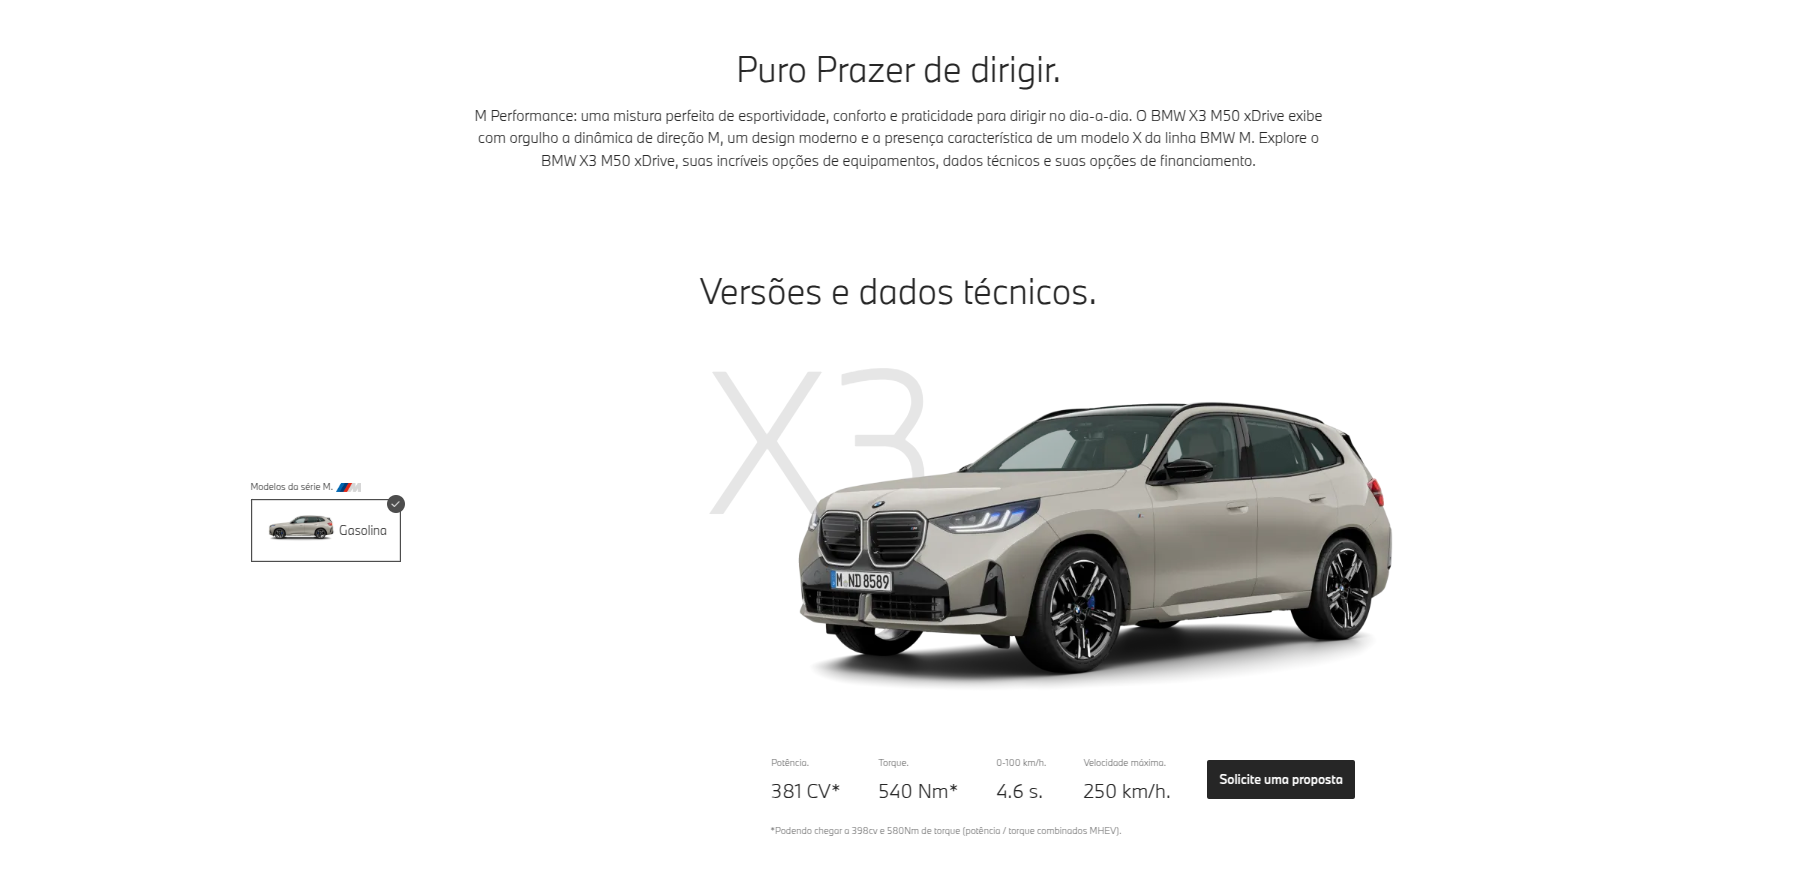 Puro Prazer de dirigir.
M Performance: uma mistura perfeita de esportividade, conforto e praticidade para dirigir no dia-a-dia. O BMW X3 M50 xDrive exibe
com orgulho a dinâmica de direção M, um design moderno e a presença característica de um modelo X da linha BMW M. Explore o
BMW X3 M50 xDrive, suas incríveis opções de equipamentos, dados técnicos e suas opções de financiamento.
Versões e dados técnicos.
X3
Modelos da série M.
Gasolina
M ND 8589
Potência.
381 CV*
Torque.
540 Nm*
0-100 km/h.
4.6 s.
Velocidade máxima.
250 km/h.
Solicite uma proposta
*Podendo chegar a 398cv e 580Nm de torque (potência / torque combinados MHEV).